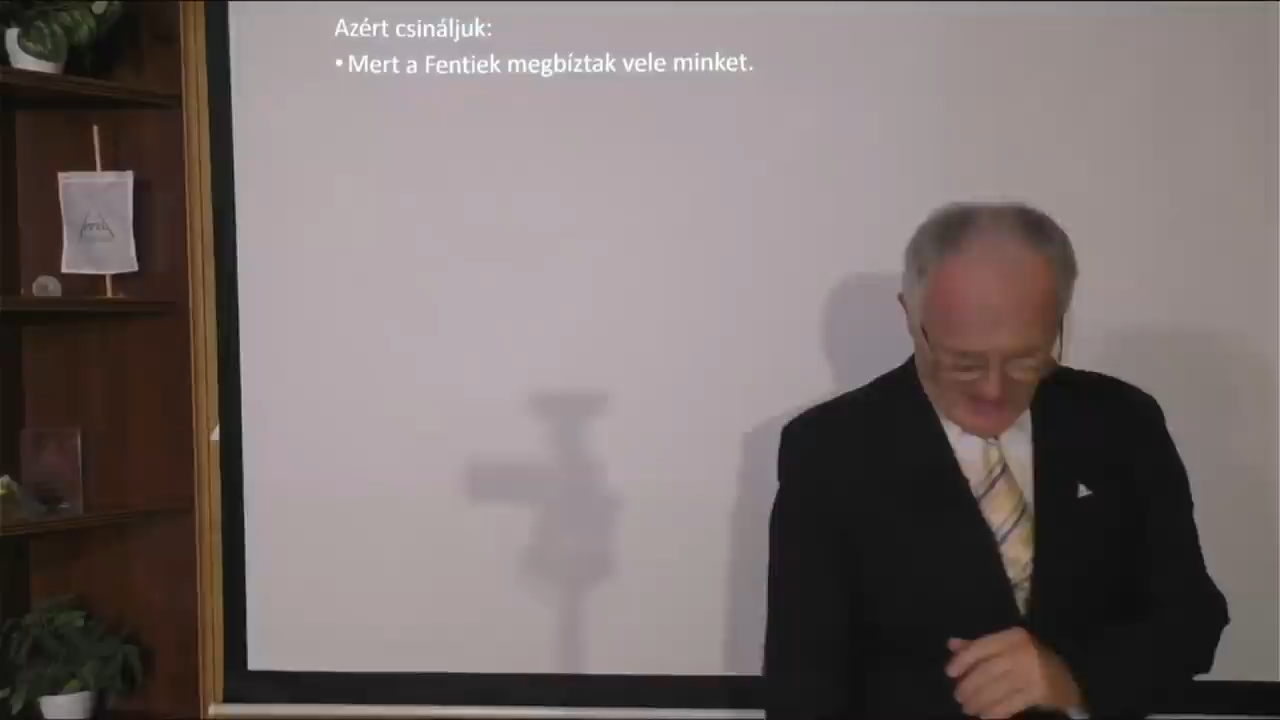 Azért csináljuk:
• Mert a Fentiek megbíztak vele minket.